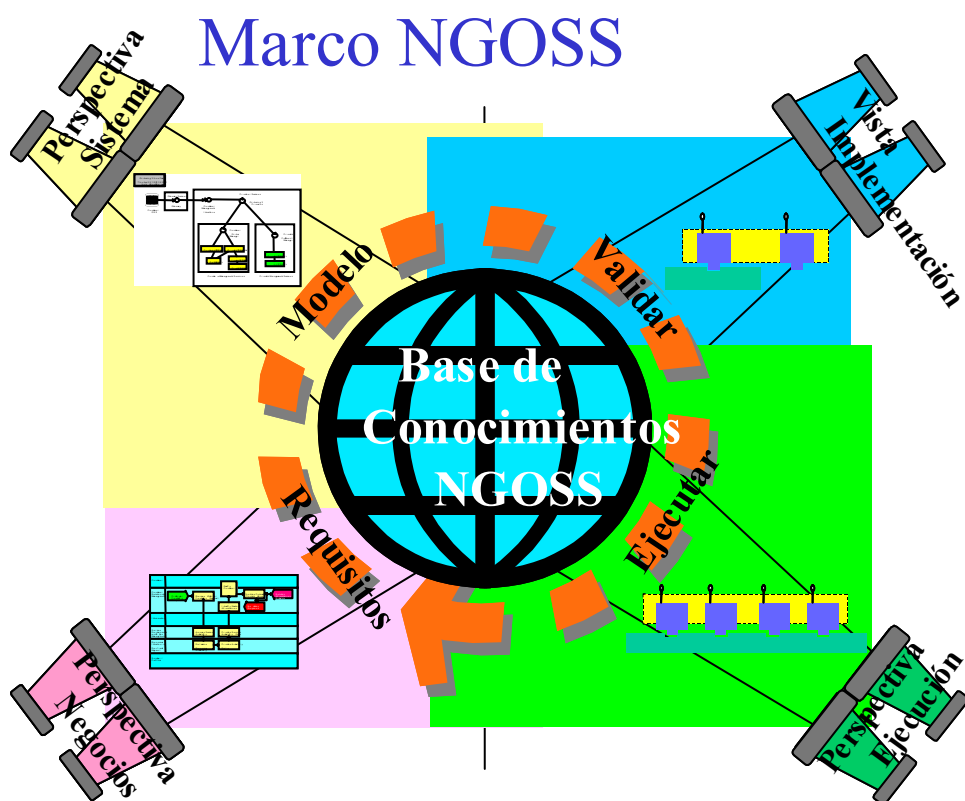 Marco NGOSS
Perspectiva
Sistema
Vista
Implementación
Modelo
Validar
Base de
Conocimientos
NGOSS
Requisitos
Ejecutar
Perspectiva
Negocios
Perspectiva
Ejecución